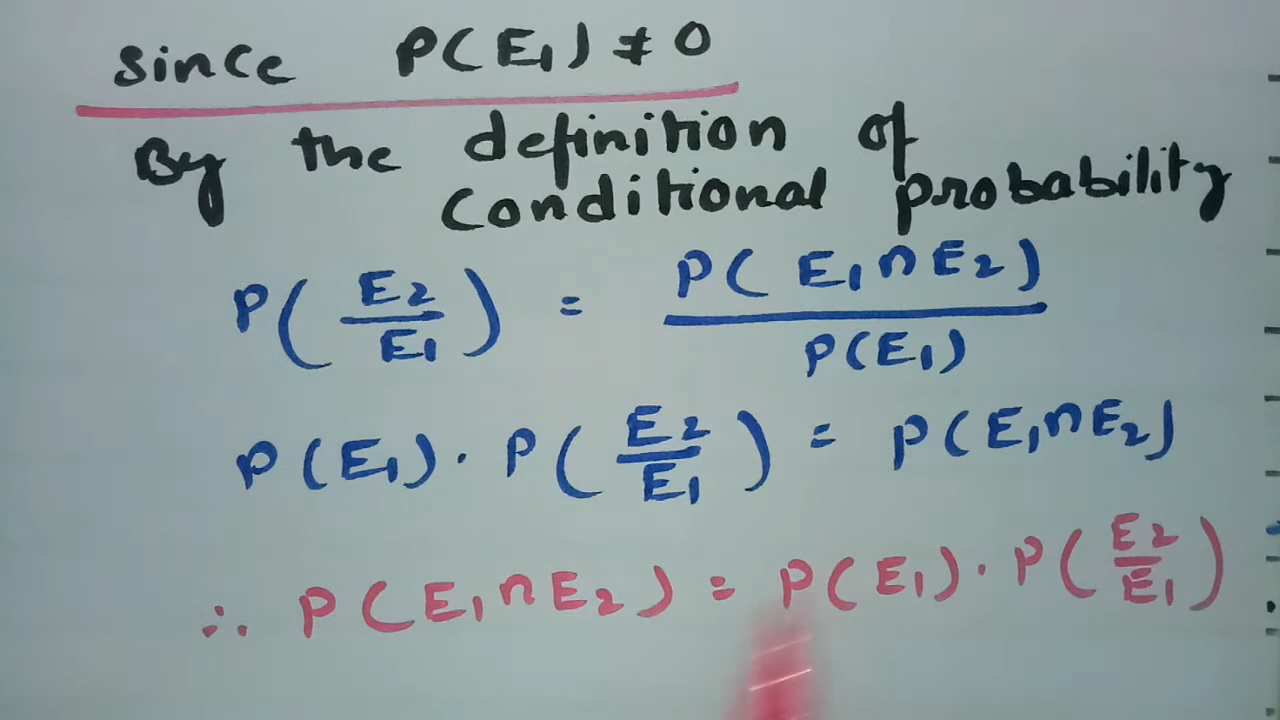 since P(E₁) ≠ 0
By the definition of
conditional probability
P(E₂/E₁) = P(E₁∩E₂)/P(E₁)
P(E₁)·P(E₂/E₁) = P(E₁∩E₂)
∴ P(E₁∩E₂) = P(E₁)·P(E₂/E₁)